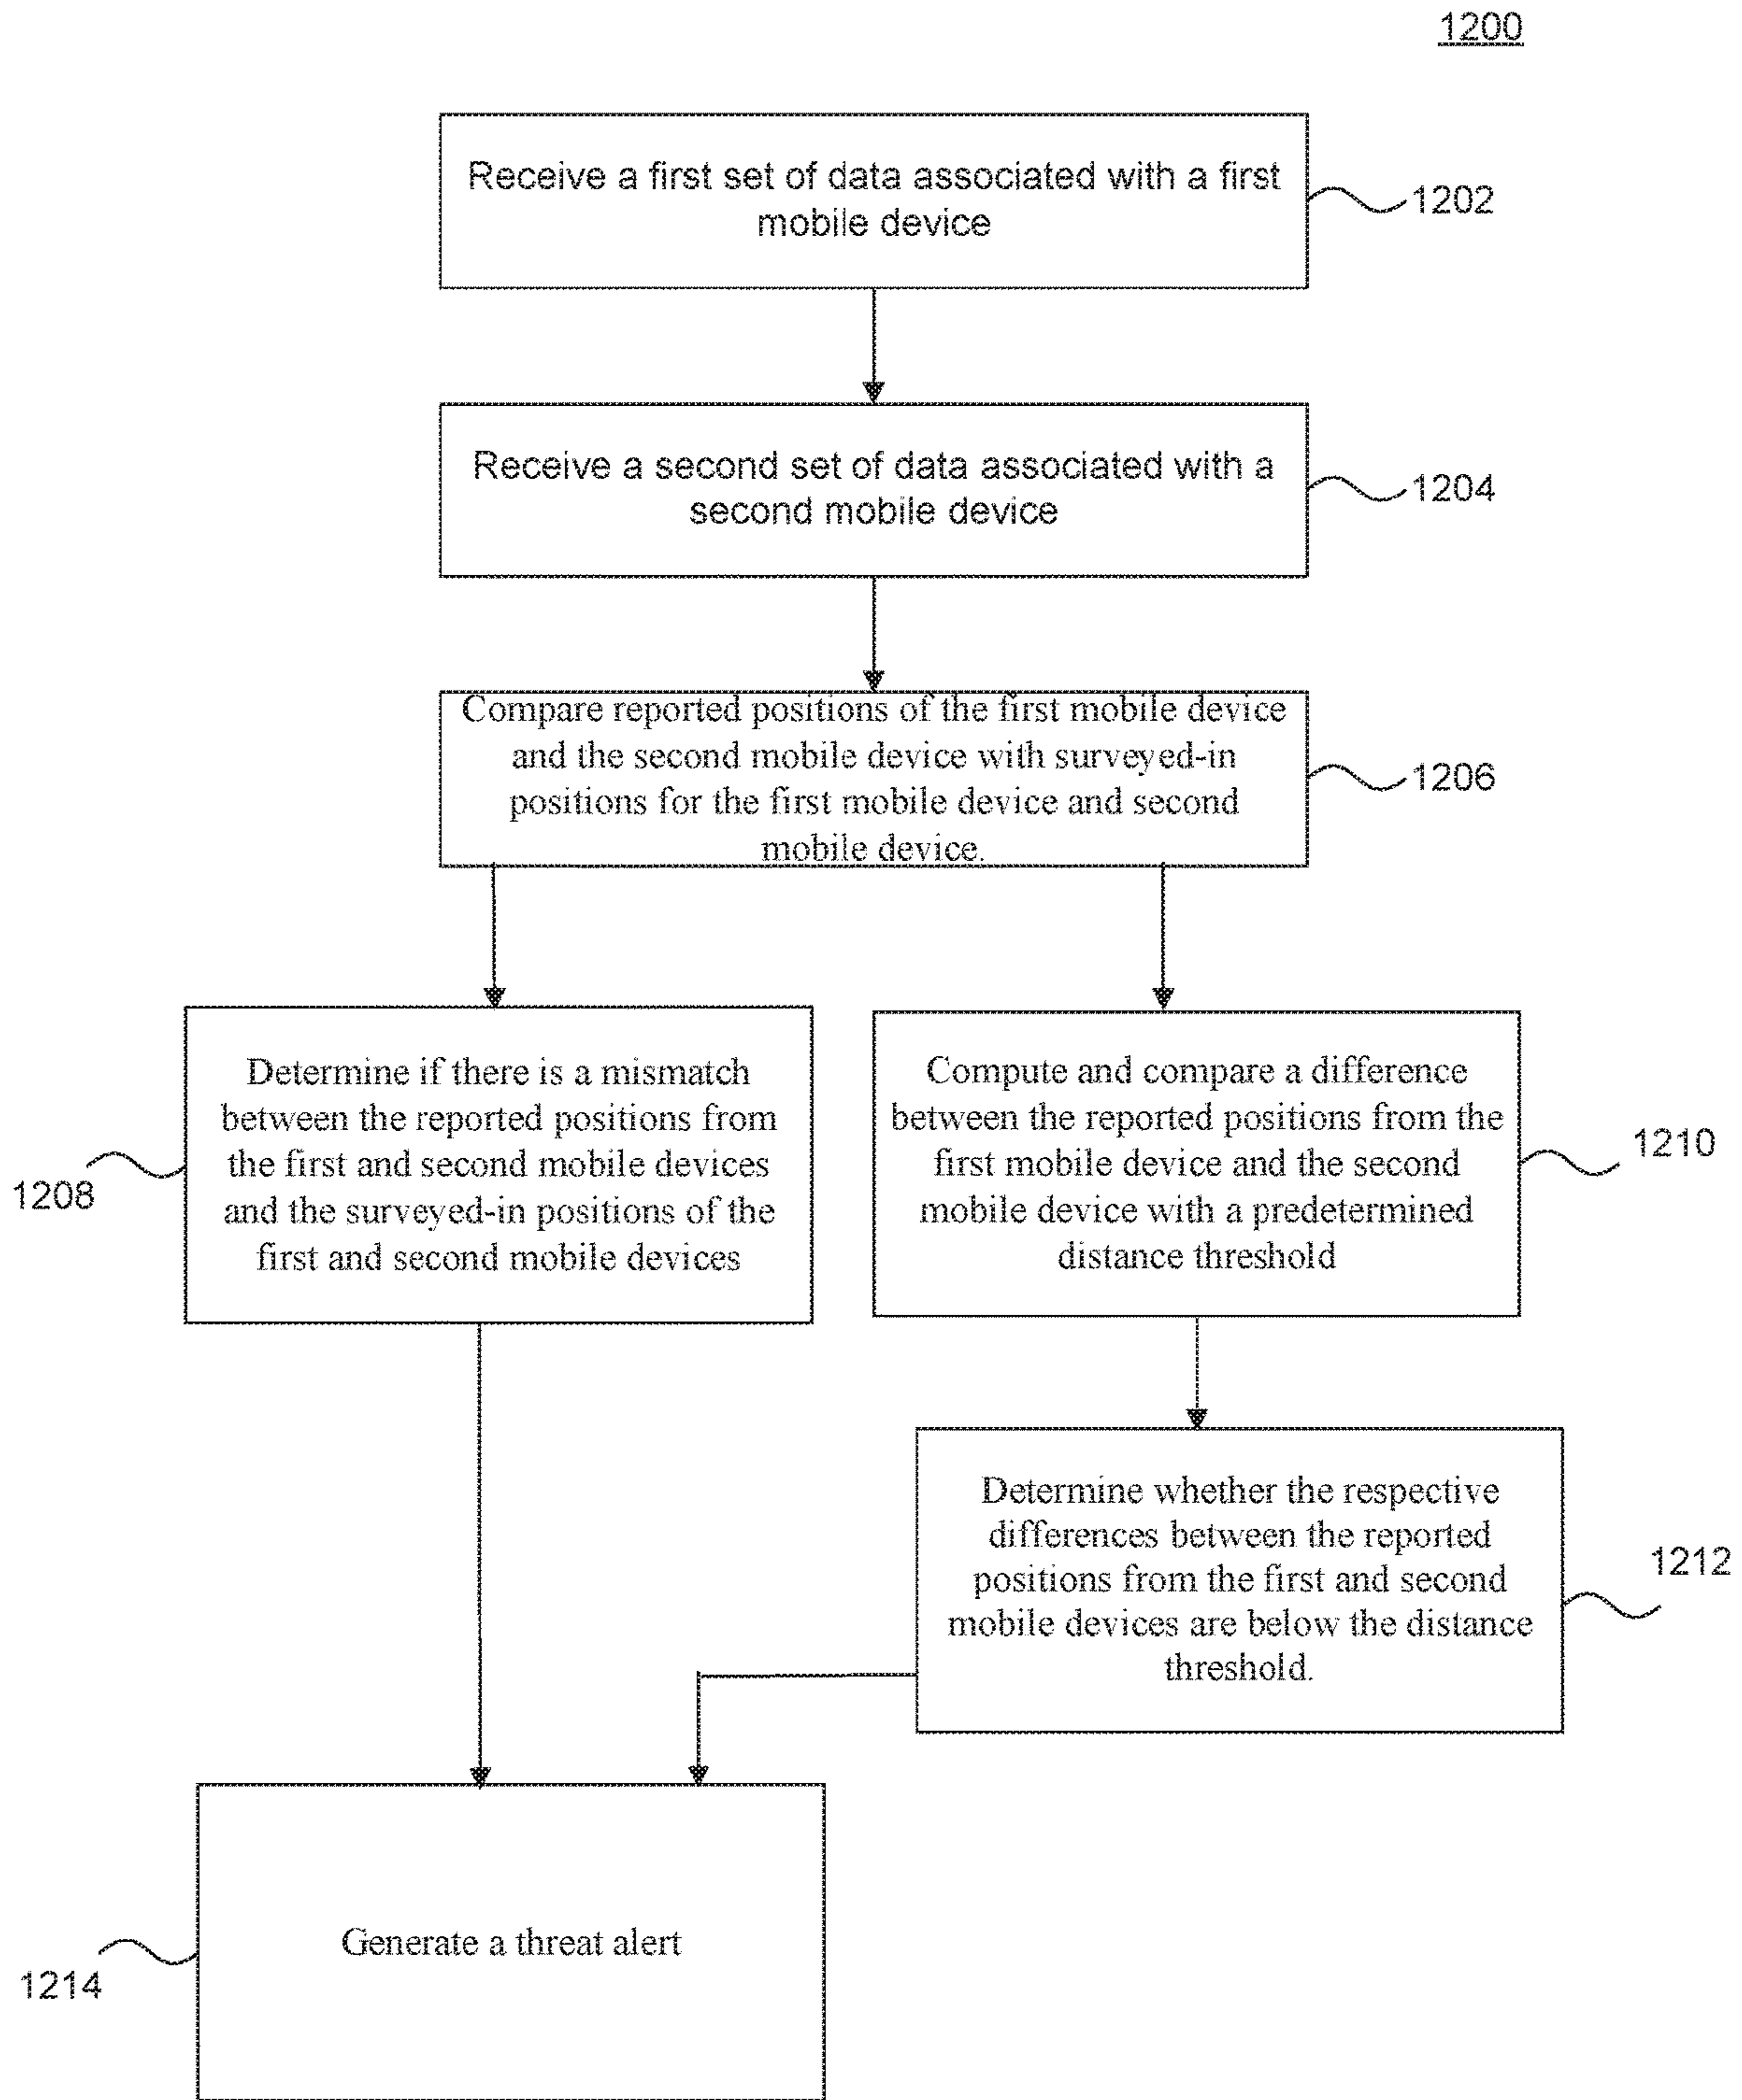 1200
Receive a first set of data associated with a first
mobile device
1202
Receive a second set of data associated with a
second mobile device
1204
Compare reported positions of the first mobile device
and the second mobile device with surveyed-in
positions for the first mobile device and second
mobile device.
1206
Determine if there is a mismatch
between the reported positions from
the first and second mobile devices
and the surveyed-in positions of the
first and second mobile devices
1208
Compute and compare a difference
between the reported positions from the
first mobile device and the second
mobile device with a predetermined
distance threshold
1210
Determine whether the respective
differences between the reported
positions from the first and second
mobile devices are below the distance
threshold.
1212
Generate a threat alert
1214